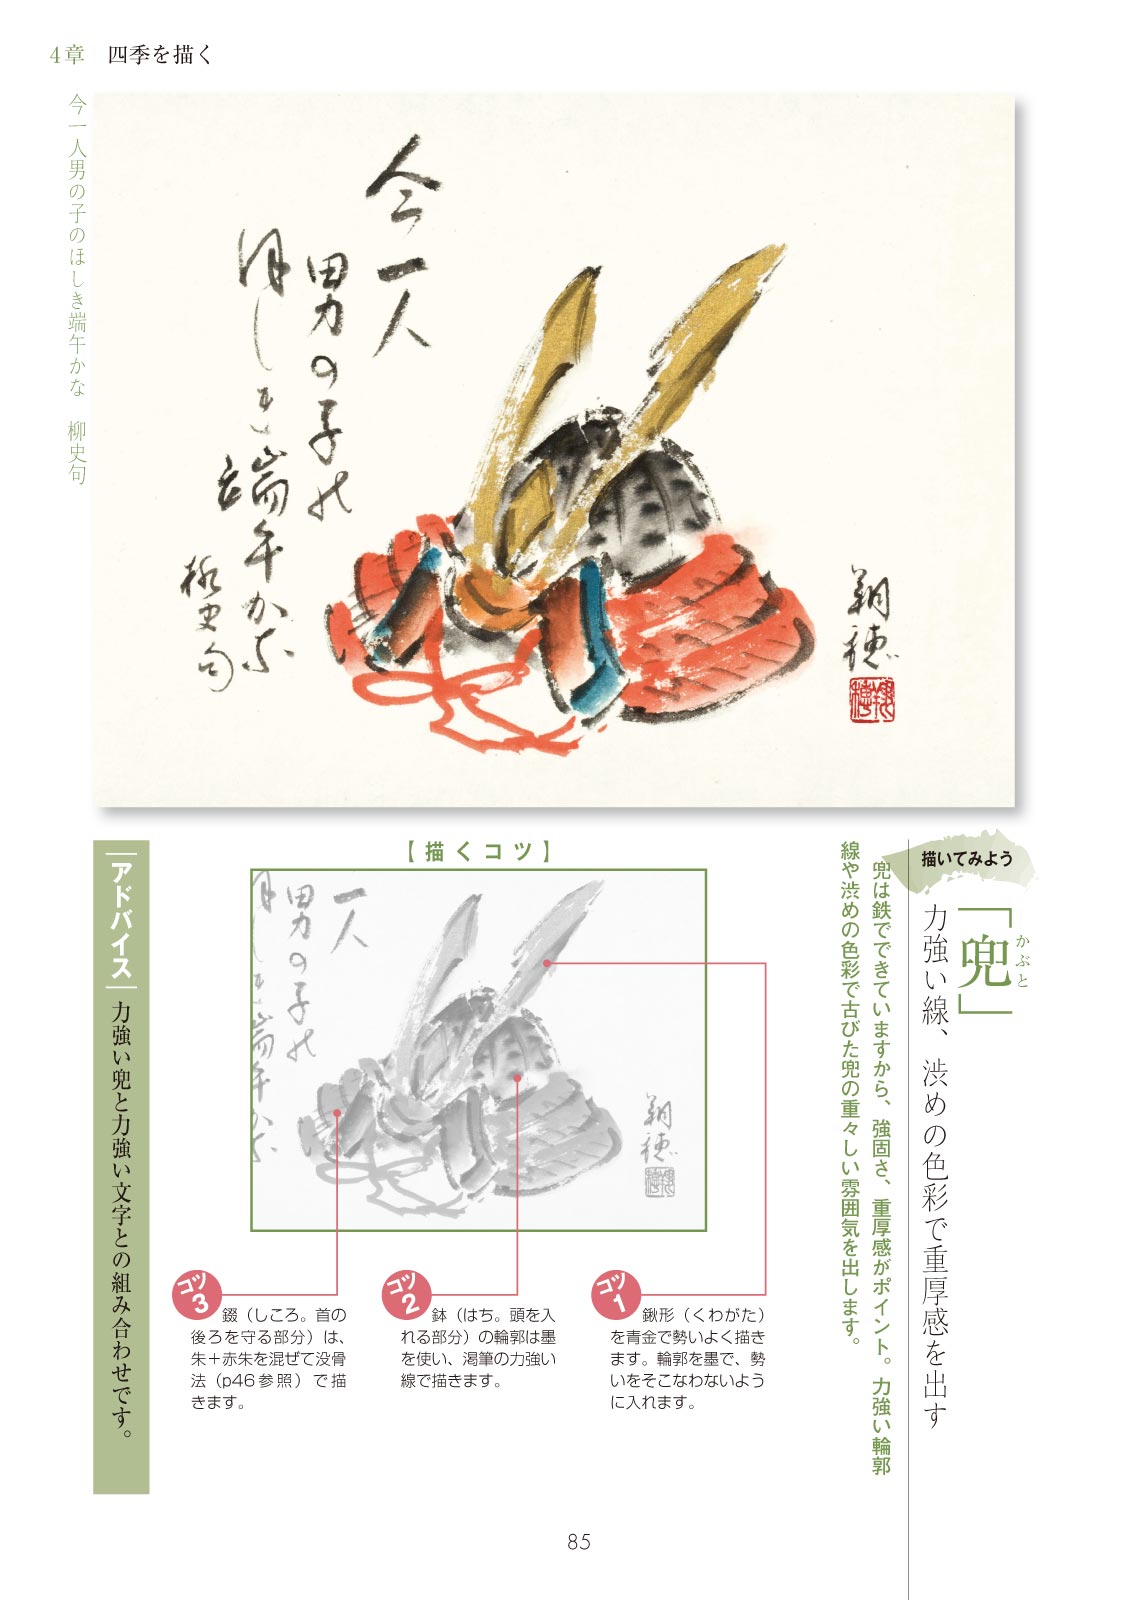 4章 四季を描く
今一人男の子のほしき端午かな 柳史句
今一人
男の子の
ほしき端午かな
柳史句
翔穂
描いてみよう
「兜」
かぶと
力強い線、渋めの色彩で重厚感を出す
兜は鉄でできていますから、強固さ、重厚感がポイント。力強い輪郭
線や渋めの色彩で古びた兜の重々しい雰囲気を出します。
【描くコツ】
コツ1
鍬形（くわがた）
を青金で勢いよく描き
ます。輪郭を墨で、勢
いをそこなわないよう
に入れます。
コツ2
鉢（はち。頭を入
れる部分）の輪郭は墨
を使い、渇筆の力強い
線で描きます。
コツ3
錣（しころ。首の
後ろを守る部分）は、
朱＋赤朱を混ぜて没骨
法（p46参照）で描
きます。
アドバイス 力強い兜と力強い文字との組み合わせです。
85